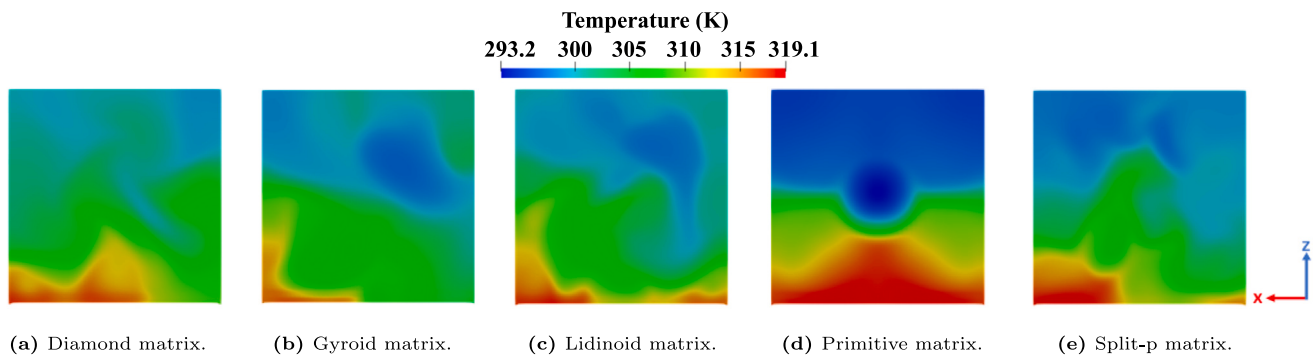 Temperature (K)
293.2 300 305 310 315 319.1
Z
X
(a) Diamond matrix. (b) Gyroid matrix. (c) Lidinoid matrix. (d) Primitive matrix. (e) Split-p matrix.